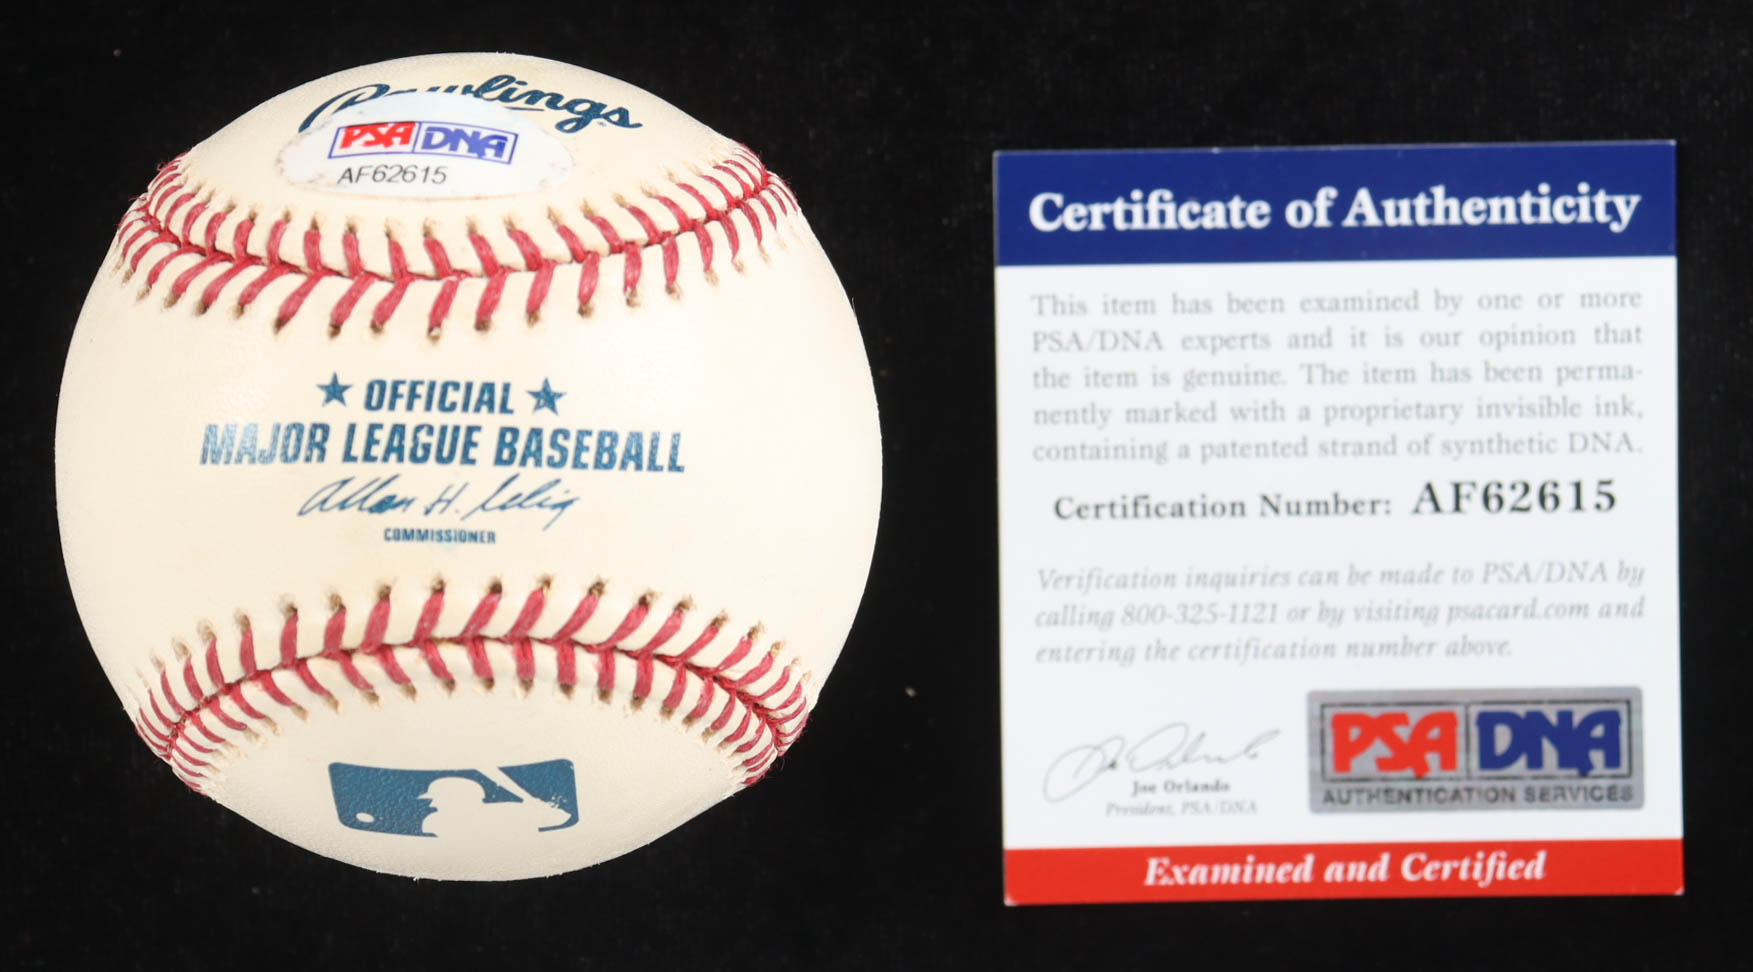 Rawlings
PSA DNA
AF62615
OFFICIAL
MAJOR LEAGUE BASEBALL
Allan H. Selig
COMMISSIONER
Certificate of Authenticity
This item has been examined by one or more
PSA/DNA experts and it is our opinion that
the item is genuine. The item has been perma-
nently marked with a proprietary invisible ink,
containing a patented strand of synthetic DNA.
Certification Number: AF62615
Verification inquiries can be made to PSA/DNA by
calling 800-325-1121 or by visiting psacard.com and
entering the certification number above.
Joe Orlando
President, PSA/DNA
PSA DNA
AUTHENTICATION SERVICES
Examined and Certified